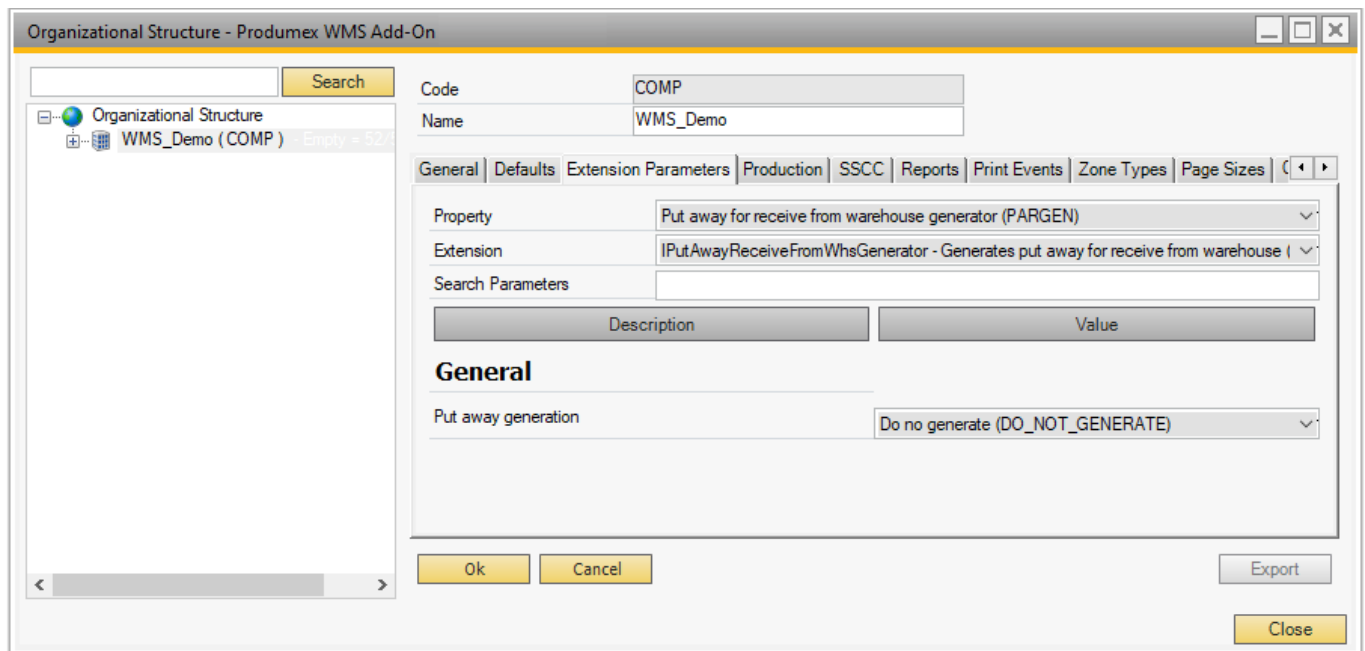 Organizational Structure - Produmex WMS Add-On
Search
Organizational Structure
WMS_Demo ( COMP ) - Empty = 52/
Code COMP
Name WMS_Demo
General Defaults Extension Parameters Production SSCC Reports Print Events Zone Types Page Sizes
Property Put away for receive from warehouse generator (PARGEN)
Extension IPutAwayReceiveFromWhsGenerator - Generates put away for receive from warehouse (
Search Parameters
Description Value
General
Put away generation Do no generate (DO_NOT_GENERATE)
Ok Cancel Export
Close